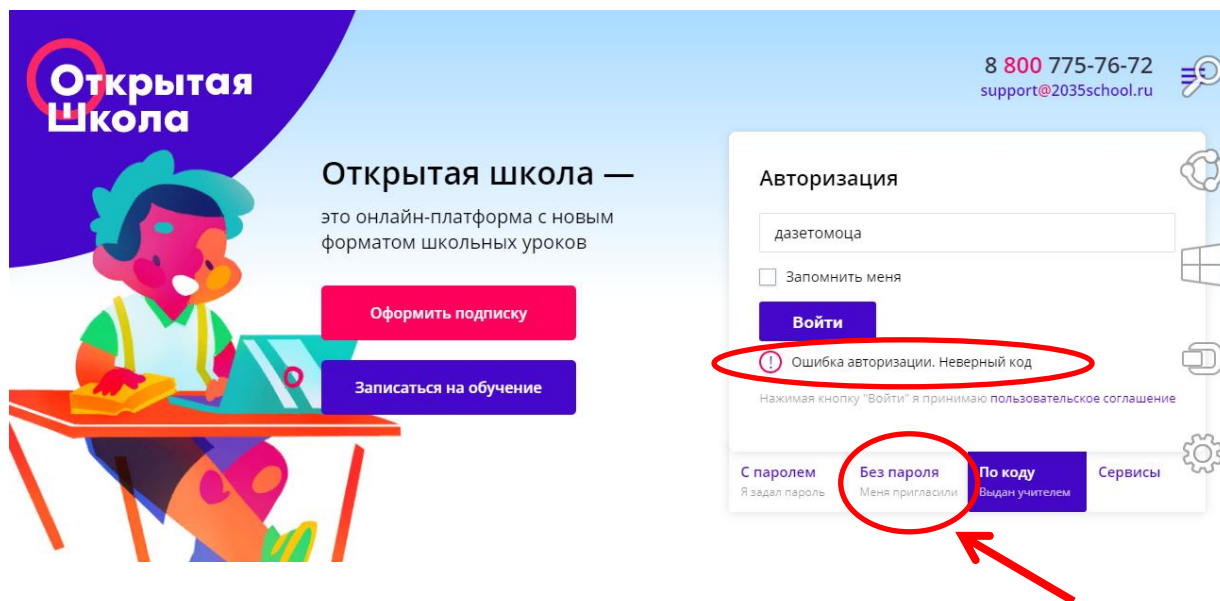 Открытая
Школа
8 800 775-76-72
support@2035school.ru
Открытая школа —
это онлайн-платформа с новым
форматом школьных уроков
Оформить подписку
Записаться на обучение
Авторизация
дазетомоца
Запомнить меня
Войти
Ошибка авторизации. Неверный код
Нажимая кнопку "Войти" я принимаю пользовательское соглашение
С паролем
Я задал пароль
Без пароля
Меня пригласили
По коду
Выдан учителем
Сервисы